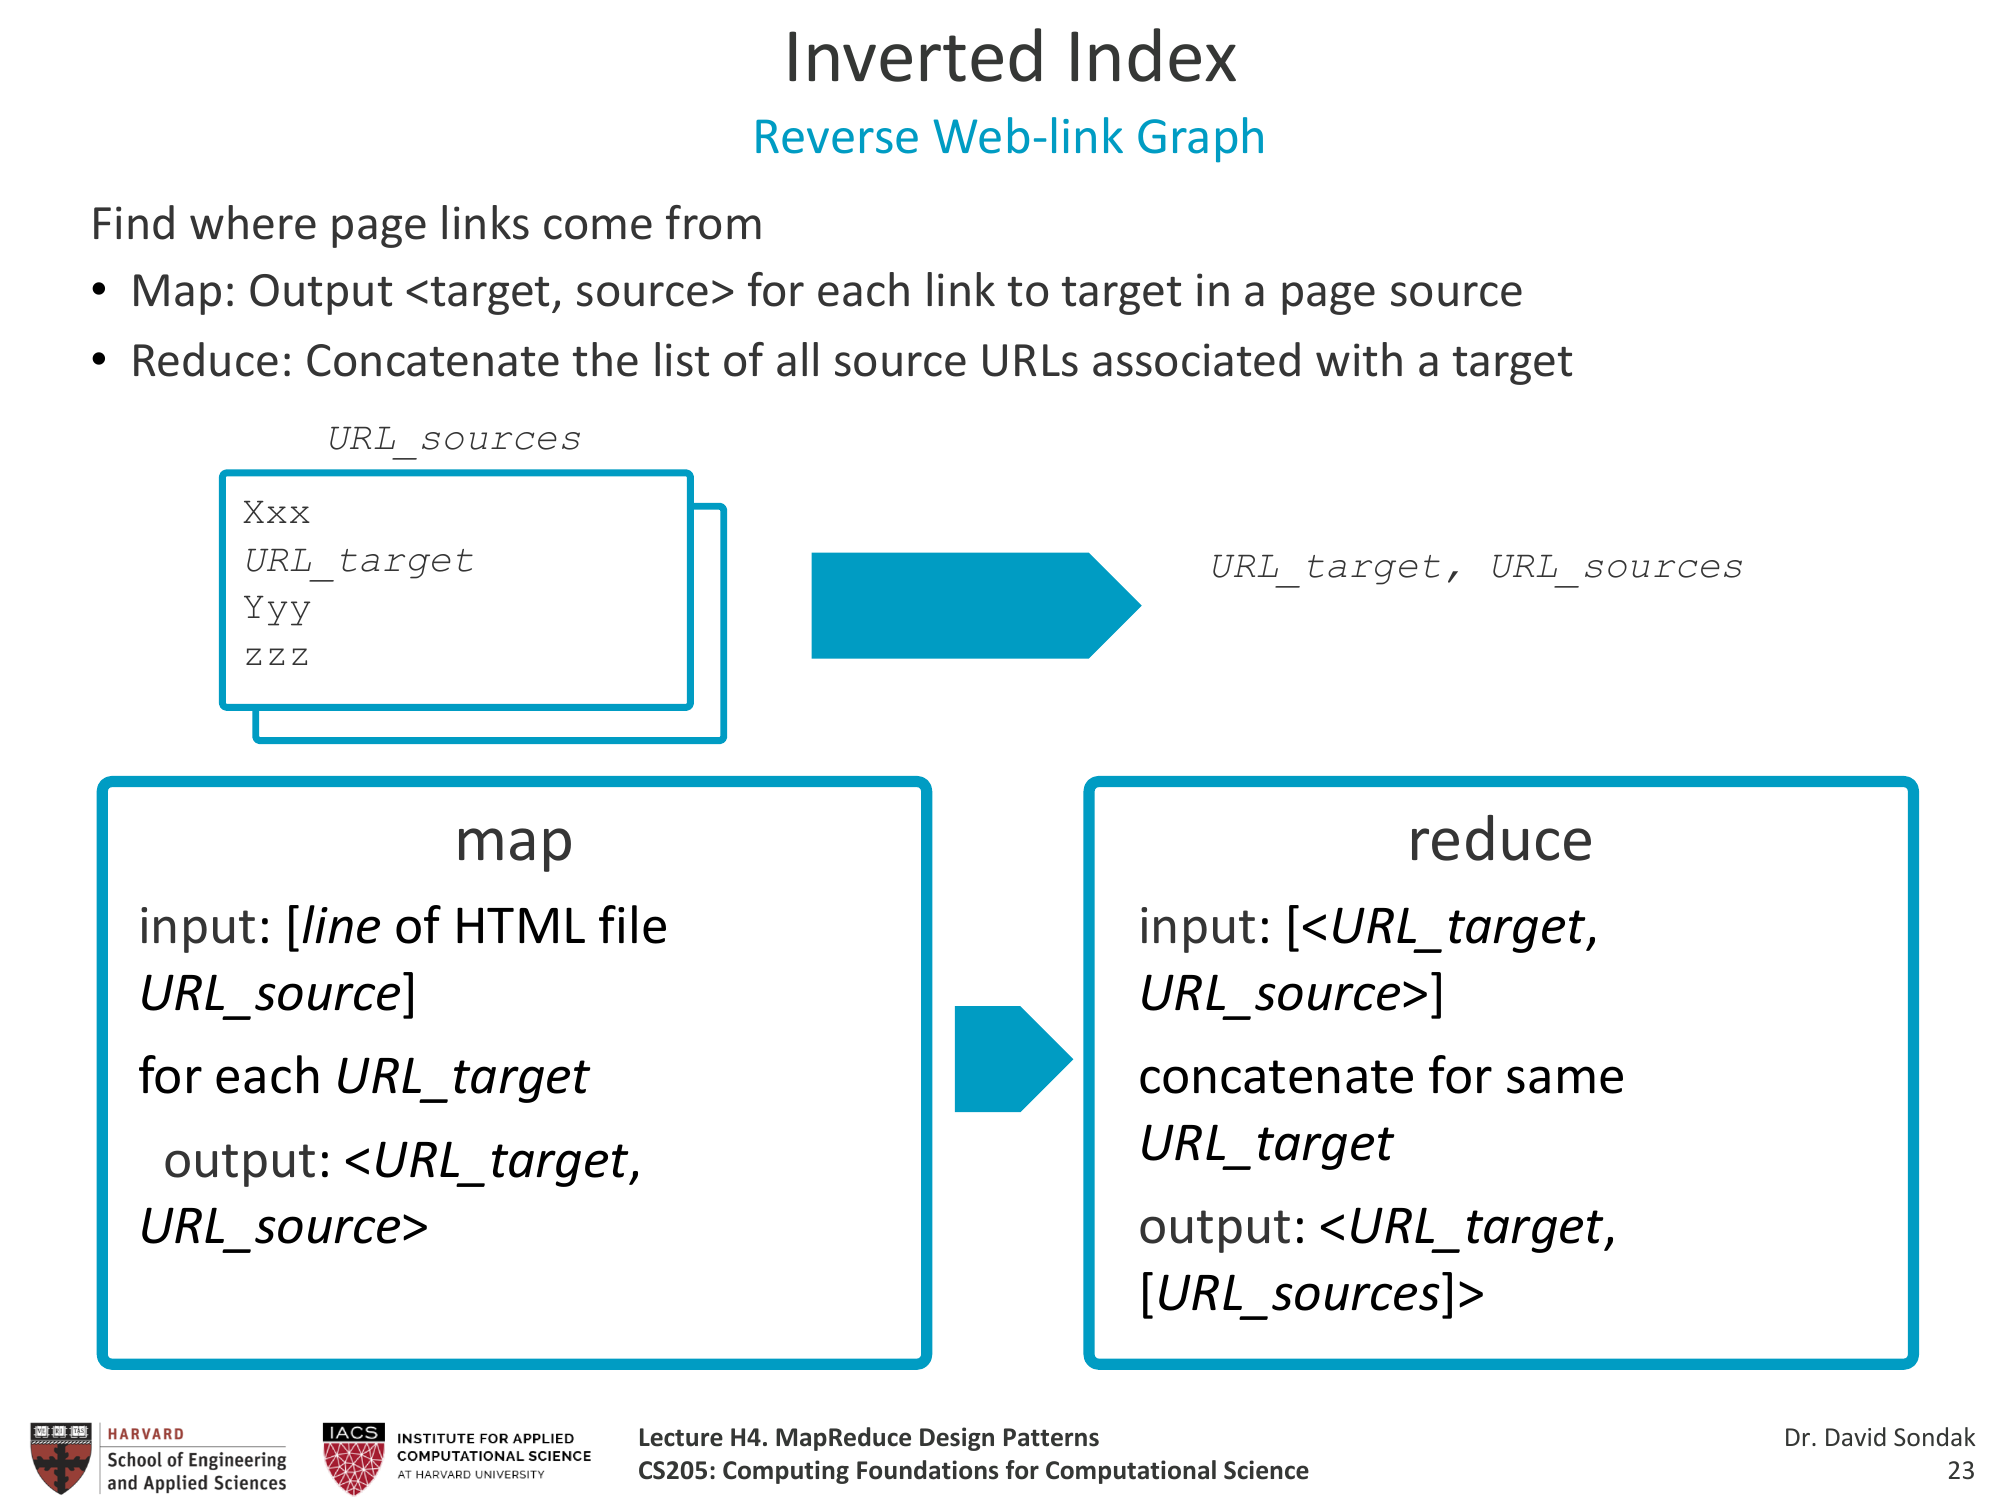 Inverted Index
Reverse Web-link Graph
Find where page links come from
• Map: Output <target, source> for each link to target in a page source
• Reduce: Concatenate the list of all source URLs associated with a target
URL_sources
Xxx
URL_target
Yyy
zzz
URL_target, URL_sources
map
input: [line of HTML file
URL_source]
for each URL_target
output: <URL_target,
URL_source>
reduce
input: [<URL_target,
URL_source>]
concatenate for same
URL_target
output: <URL_target,
[URL_sources]>
HARVARD
School of Engineering
and Applied Sciences
IACS
INSTITUTE FOR APPLIED
COMPUTATIONAL SCIENCE
AT HARVARD UNIVERSITY
Lecture H4. MapReduce Design Patterns
CS205: Computing Foundations for Computational Science
Dr. David Sondak
23